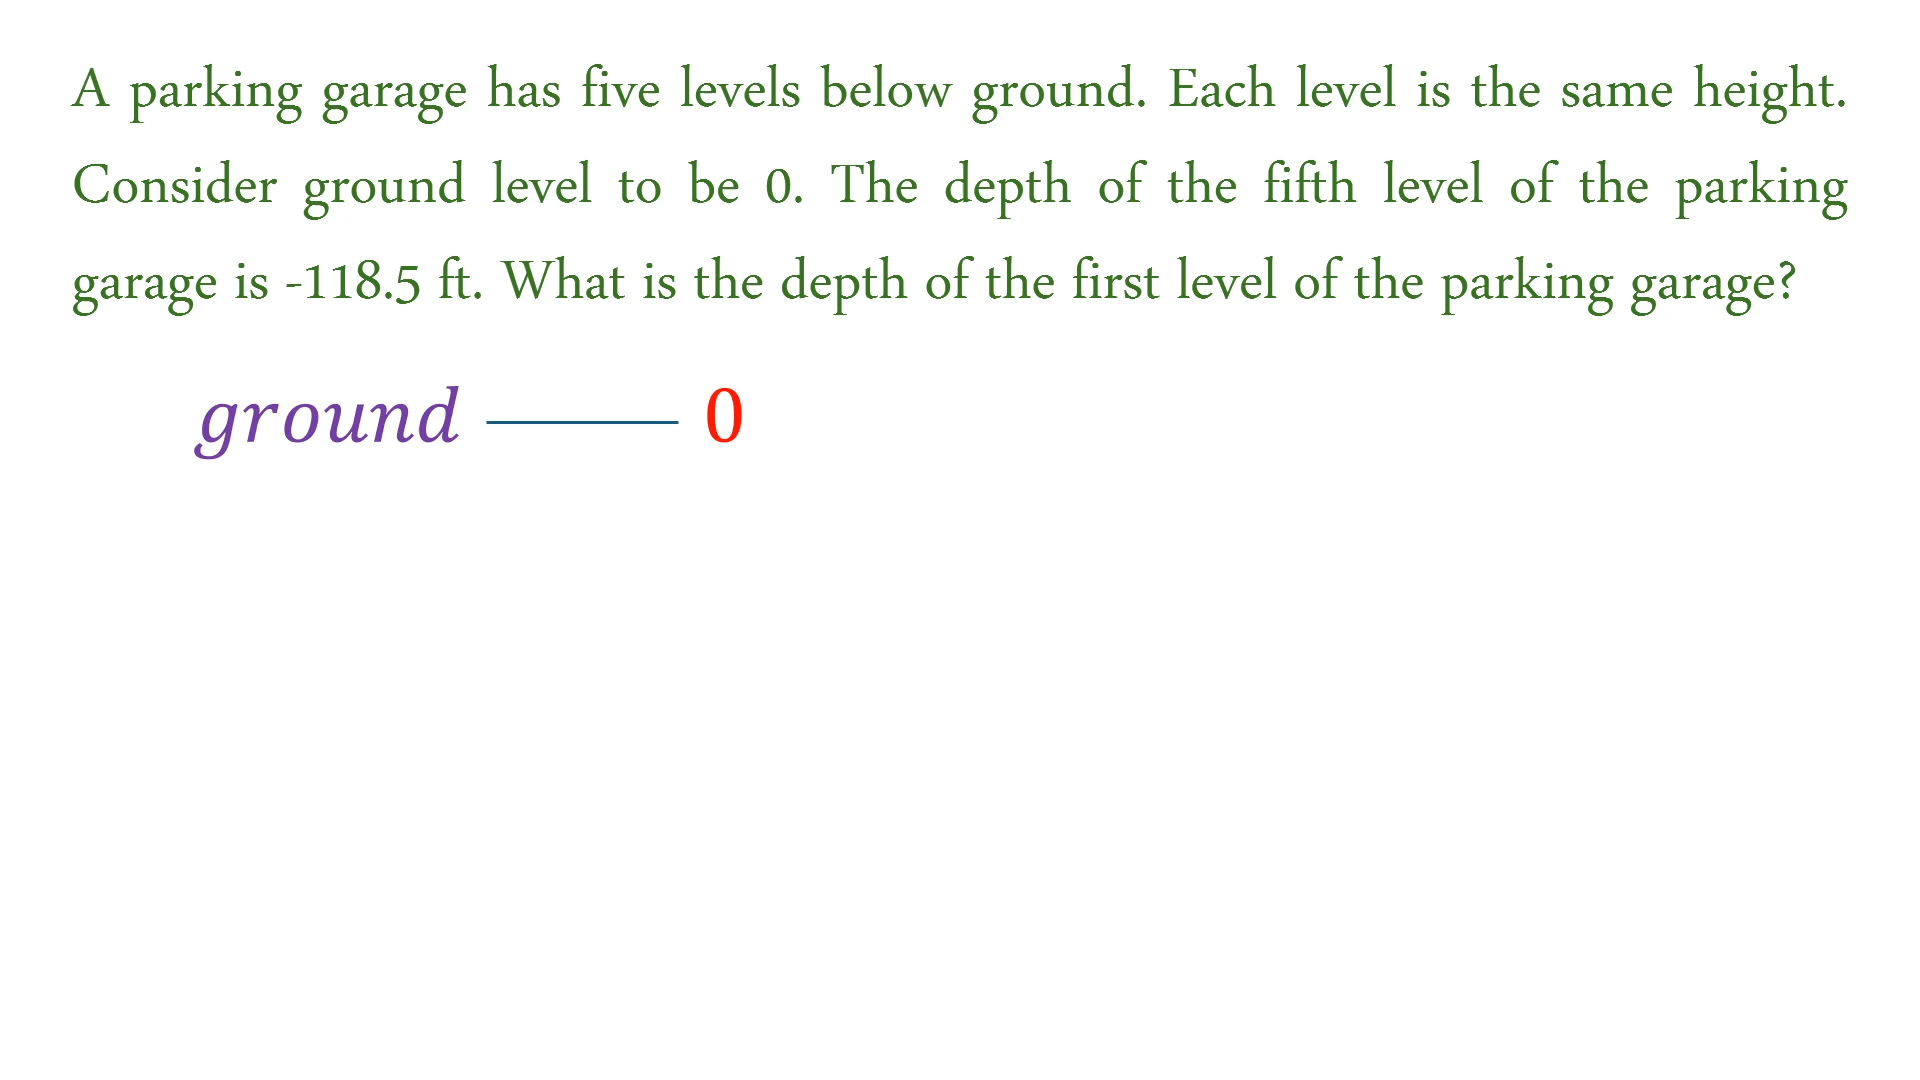 A parking garage has five levels below ground. Each level is the same height.
Consider ground level to be 0. The depth of the fifth level of the parking
garage is -118.5 ft. What is the depth of the first level of the parking garage?
ground 0